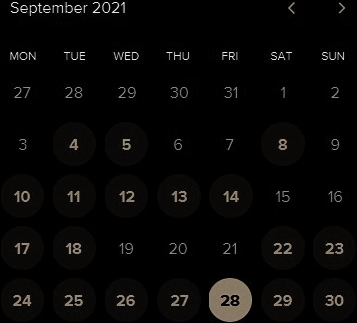 September 2021
MON TUE WED THU FRI SAT SUN
27 28 29 30 31 1 2
3 4 5 6 7 8 9
10 11 12 13 14 15 16
17 18 19 20 21 22 23
24 25 26 27 28 29 30